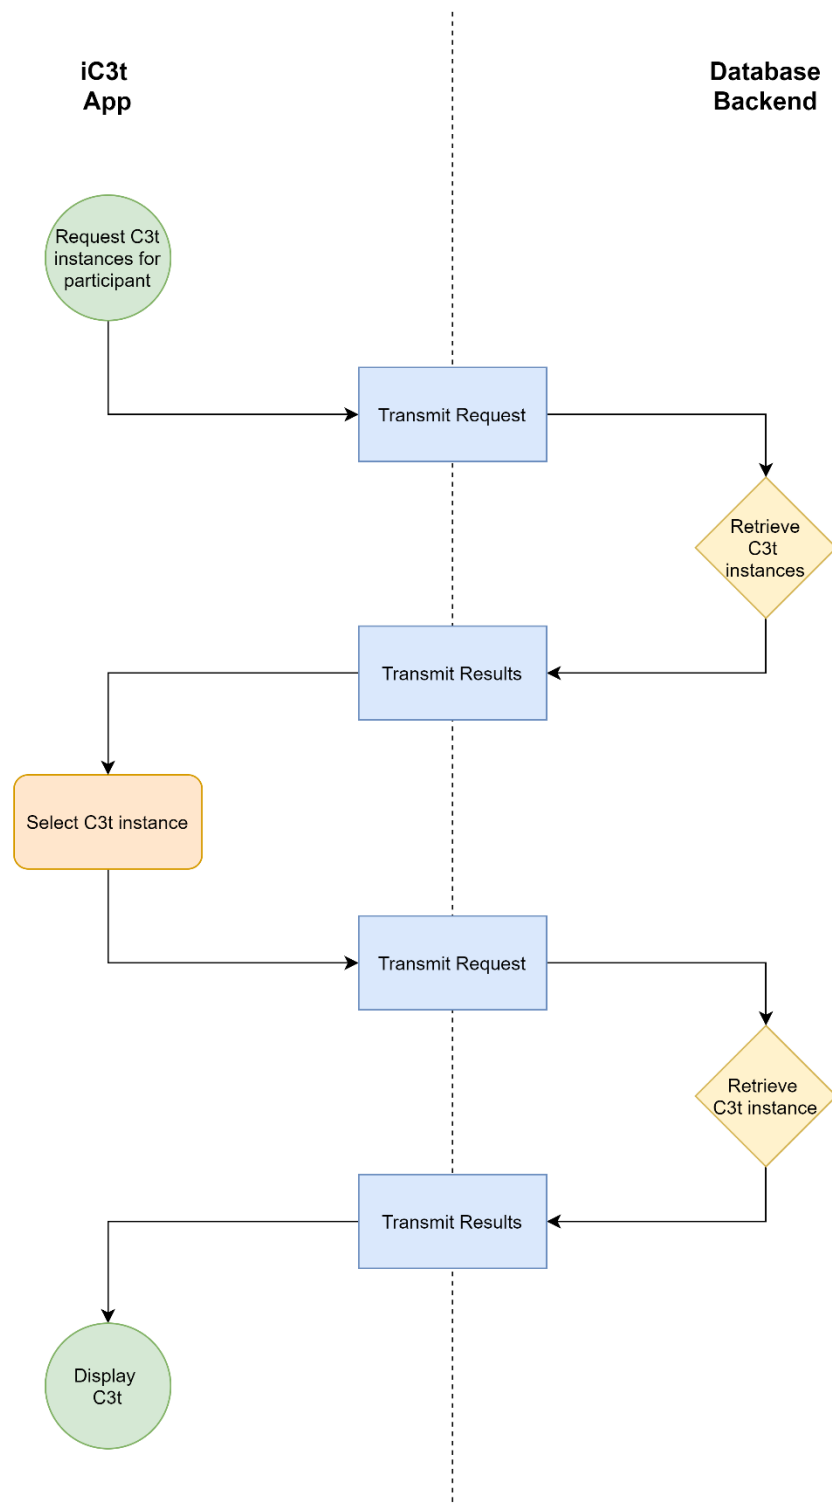 iC3t
App
Database
Backend
Request C3t
instances for
participant
Transmit Request
Retrieve
C3t
instances
Transmit Results
Select C3t instance
Transmit Request
Retrieve
C3t instance
Transmit Results
Display
C3t